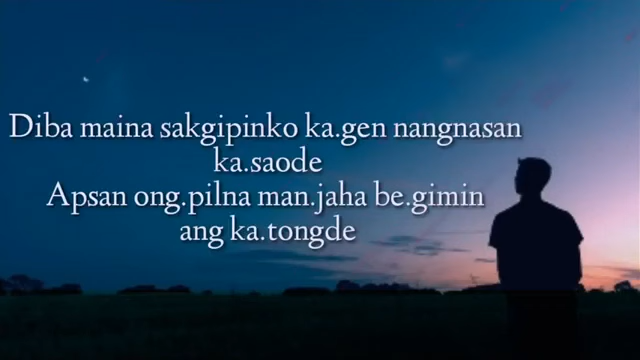 Diba maina sakgipinko ka.gen nangnasan
ka.saode
Apsan ong.pilna man.jaha be.gimin
ang ka.tongde